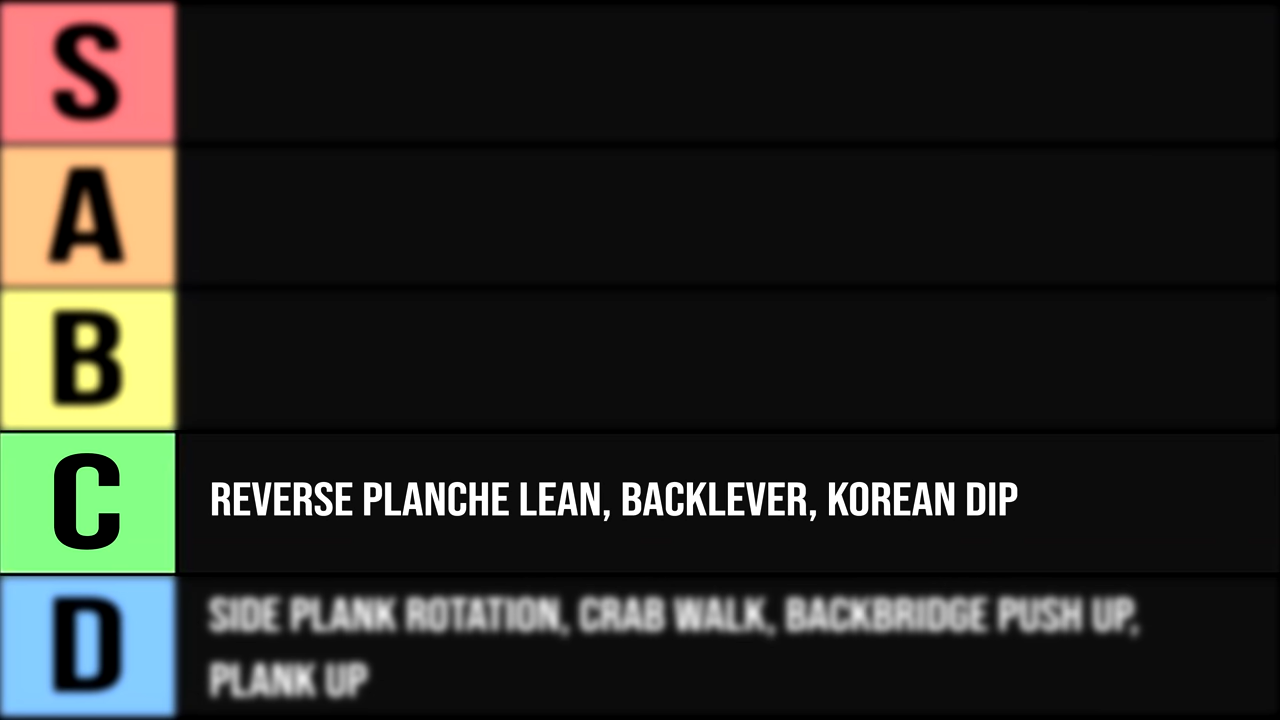 S
A
B
C
REVERSE PLANCHE LEAN, BACKLEVER, KOREAN DIP
D
SIDE PLANK ROTATION, CRAB WALK, BACKBRIDGE PUSH UP,
PLANK UP